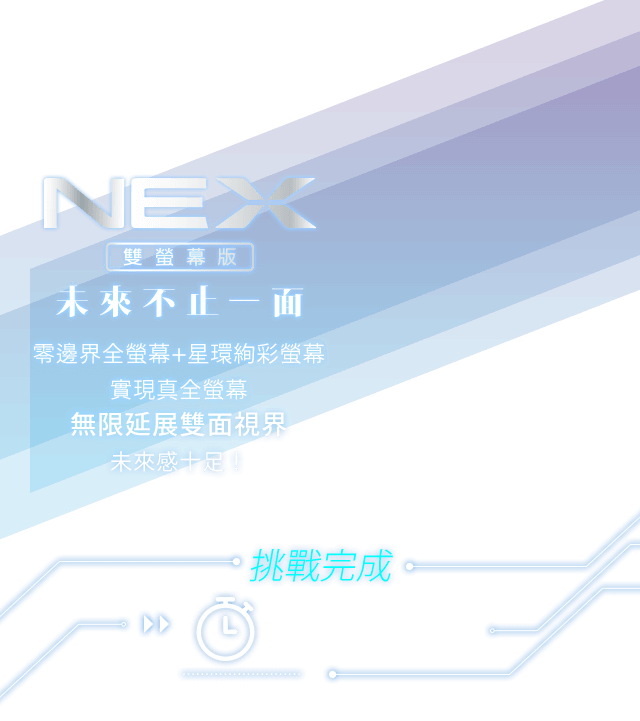 NEX
雙螢幕版
未來不止一面
零邊界全螢幕+星環絢彩螢幕
實現真全螢幕
無限延展雙面視界
未來感十足！
挑戰完成